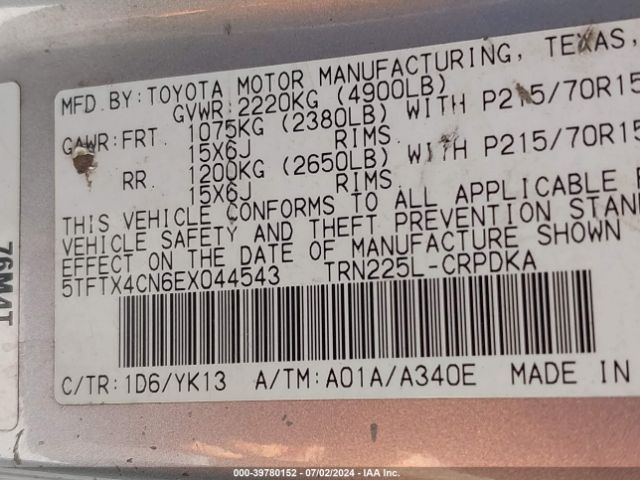 MFD.BY:TOYOTA MOTOR MANUFACTURING, TEXAS,
GVWR 2220KG (4900LB)
GAWR:FRT. 1075KG (2380LB) WITH P215/70R15
15X6J RIMS
RR. 1200KG (2650LB) WITH P215/70R15
15X6J RIMS
THIS VEHICLE CONFORMS TO ALL APPLICABLE
VEHICLE SAFETY AND THEFT PREVENTION STAN
EFFECT ON THE DATE OF MANUFACTURE SHOWN
5TFTX4CN6EX044543 TRN225L-CRPDKA
C/TR:1D6/YK13 A/TM:A01A/A340E MADE IN
76M4T
000-39780152 - 07/02/2024 - IAA Inc.